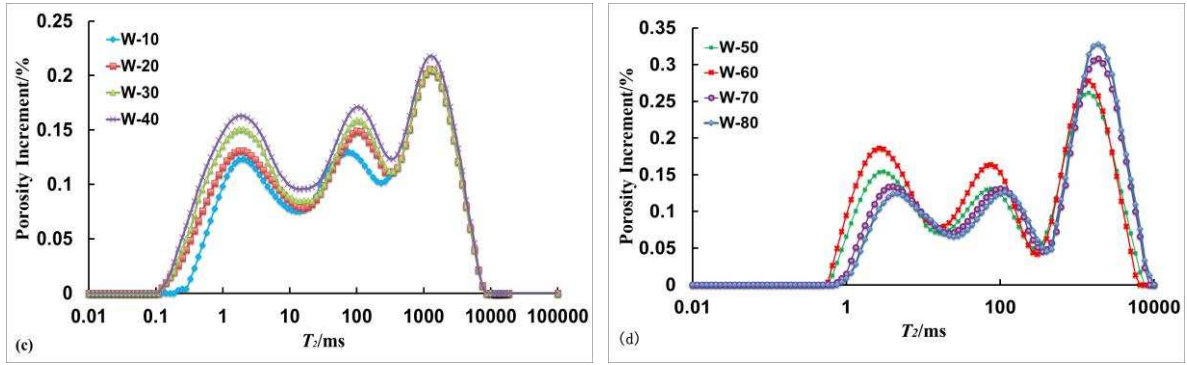 0.25
0.2
0.15
0.1
0.05
0
Porosity Increment/%
W-10
W-20
W-30
W-40
0.01 0.1 1 10 100 1000 10000 100000
T2/ms
(c)
0.35
0.3
0.25
0.2
0.15
0.1
0.05
0
Porosity Increment/%
W-50
W-60
W-70
W-80
0.01 1 100 10000
T2/ms
(d)